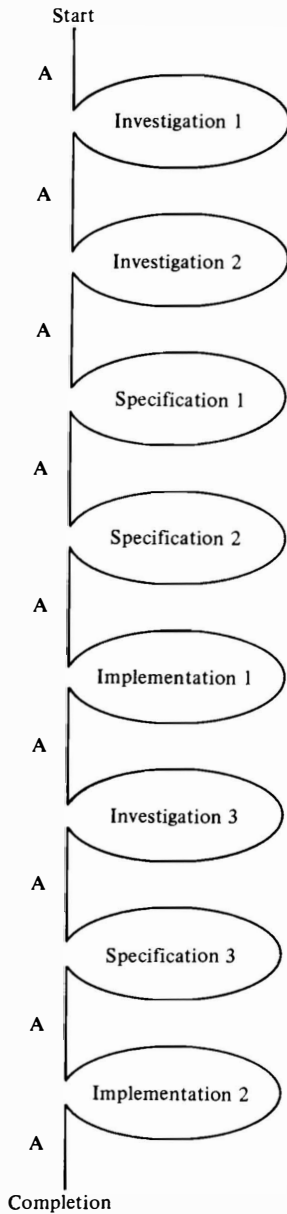 Start
A
Investigation 1
A
Investigation 2
A
Specification 1
A
Specification 2
A
Implementation 1
A
Investigation 3
A
Specification 3
A
Implementation 2
A
Completion